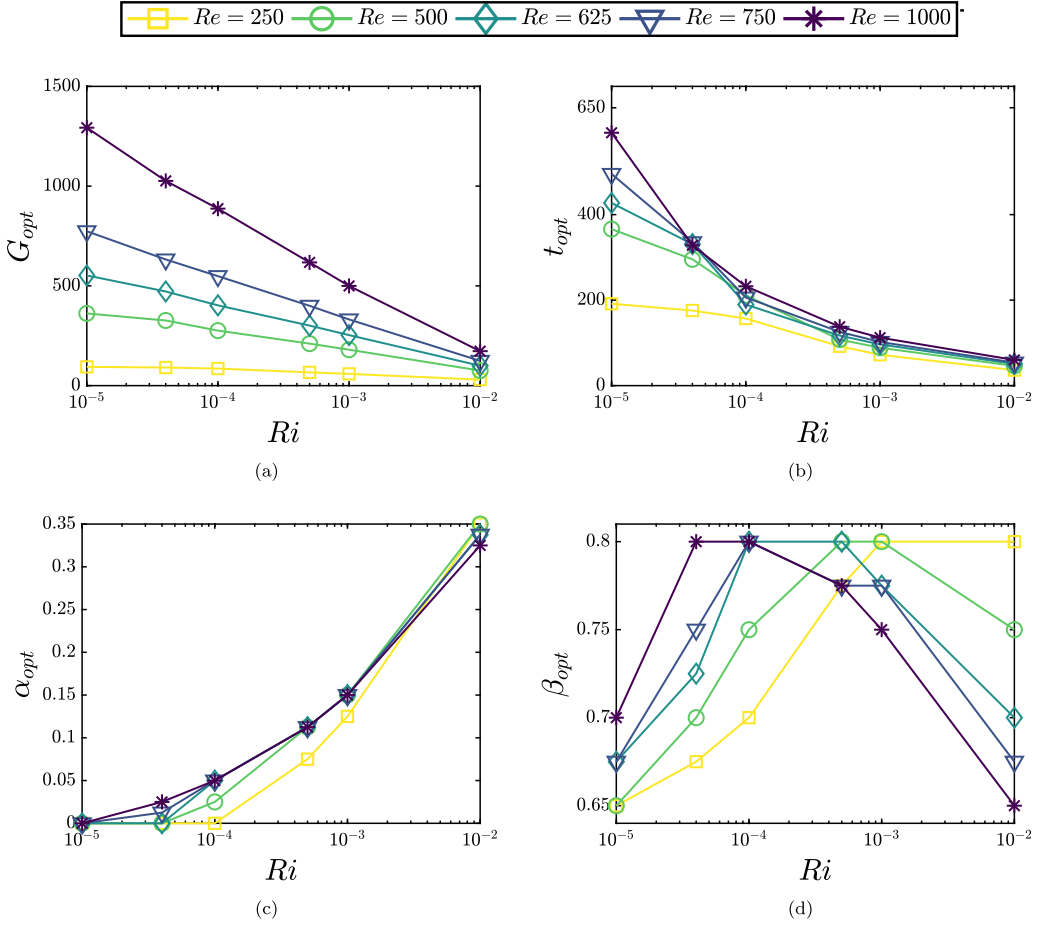 Re = 250 Re = 500 Re = 625 Re = 750 Re = 1000
1500
1000
500
0
G_opt
10^-5 10^-4 10^-3 10^-2
Ri
(a)
650
400
200
0
t_opt
10^-5 10^-4 10^-3 10^-2
Ri
(b)
0.35
0.3
0.25
0.2
0.15
0.1
0.05
0
α_opt
10^-5 10^-4 10^-3 10^-2
Ri
(c)
0.8
0.75
0.7
0.65
β_opt
10^-5 10^-4 10^-3 10^-2
Ri
(d)